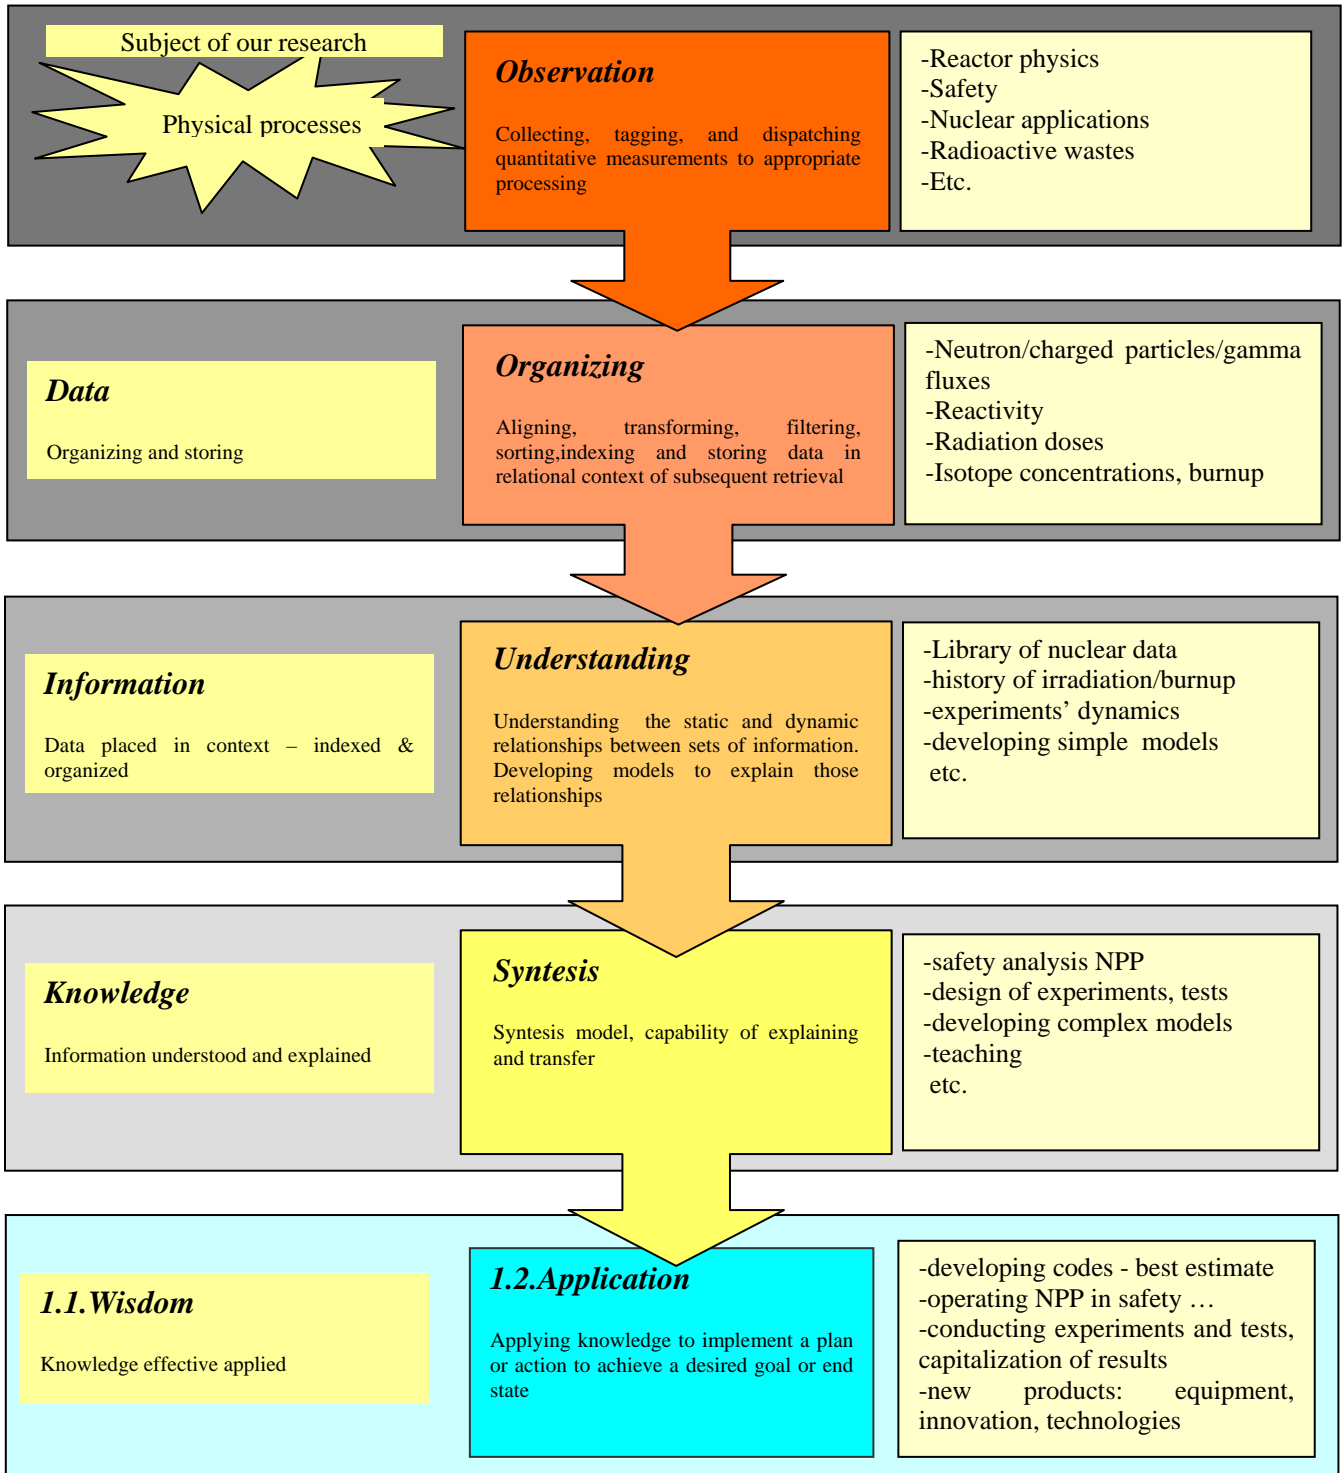 Subject of our research
Physical processes
Observation
Collecting, tagging, and dispatching
quantitative measurements to appropriate
processing
-Reactor physics
-Safety
-Nuclear applications
-Radioactive wastes
-Etc.
Data
Organizing and storing
Organizing
Aligning, transforming, filtering,
sorting,indexing and storing data in
relational context of subsequent retrieval
-Neutron/charged particles/gamma
fluxes
-Reactivity
-Radiation doses
-Isotope concentrations, burnup
Information
Data placed in context – indexed &
organized
Understanding
Understanding the static and dynamic
relationships between sets of information.
Developing models to explain those
relationships
-Library of nuclear data
-history of irradiation/burnup
-experiments’ dynamics
-developing simple models
etc.
Knowledge
Information understood and explained
Syntesis
Syntesis model, capability of explaining
and transfer
-safety analysis NPP
-design of experiments, tests
-developing complex models
-teaching
etc.
1.1.Wisdom
Knowledge effective applied
1.2.Application
Applying knowledge to implement a plan
or action to achieve a desired goal or end
state
-developing codes - best estimate
-operating NPP in safety …
-conducting experiments and tests,
capitalization of results
-new products: equipment,
innovation, technologies